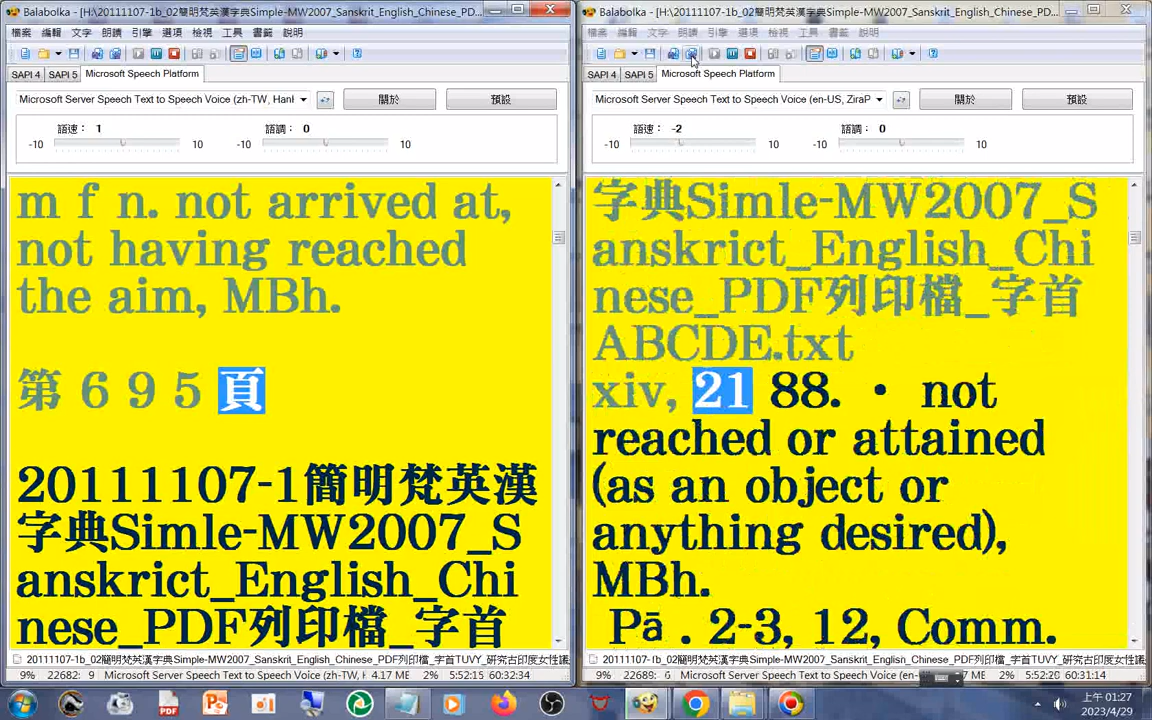 Balabolka - [H:\20111107-1b_02簡明梵英漢字典Simple-MW2007_Sanskrit_English_Chinese_PD...
檔案 編輯 文字 朗讀 引擎 選項 檢視 工具 書籤 說明
SAPI 4 SAPI 5 Microsoft Speech Platform
Microsoft Server Speech Text to Speech Voice (zh-TW, HanI
關於 預設
語速： 1 語調： 0
-10 10 -10 10
m f n. not arrived at,
not having reached
the aim, MBh.
第 6 9 5 頁
20111107-1簡明梵英漢
字典Simle-MW2007_S
anskrict_English_Chi
nese_PDF列印檔_字首
20111107-1b_02簡明梵英漢字典Simple-MW2007_Sanskrit_English_Chinese_PDF列印檔_字首TUVY_研究古印度女性議
9% 22682: 9 Microsoft Server Speech Text to Speech Voice (zh-TW, H 4.17 ME 2% 5:52:15 60:32:34
Balabolka - [H:\20111107-1b_02簡明梵英漢字典Simple-MW2007_Sanskrit_English_Chinese_PD...
檔案 編輯 文字 朗讀 引擎 選項 檢視 工具 書籤 說明
SAPI 4 SAPI 5 Microsoft Speech Platform
Microsoft Server Speech Text to Speech Voice (en-US, ZiraP
關於 預設
語速： -2 語調： 0
-10 10 -10 10
字典Simle-MW2007_S
anskrict_English_Chi
nese_PDF列印檔_字首
ABCDE.txt
xiv, 21 88. • not
reached or attained
(as an object or
anything desired),
MBh.
Pā . 2-3, 12, Comm.
20111107-1b_02簡明梵英漢字典Simple-MW2007_Sanskrit_English_Chinese_PDF列印檔_字首TUVY_研究古印度女性議
9% 22689: 6 Microsoft Server Speech Text to Speech Voice 2% 5:52:20 60:31:14
上午 01:27
2023/4/29